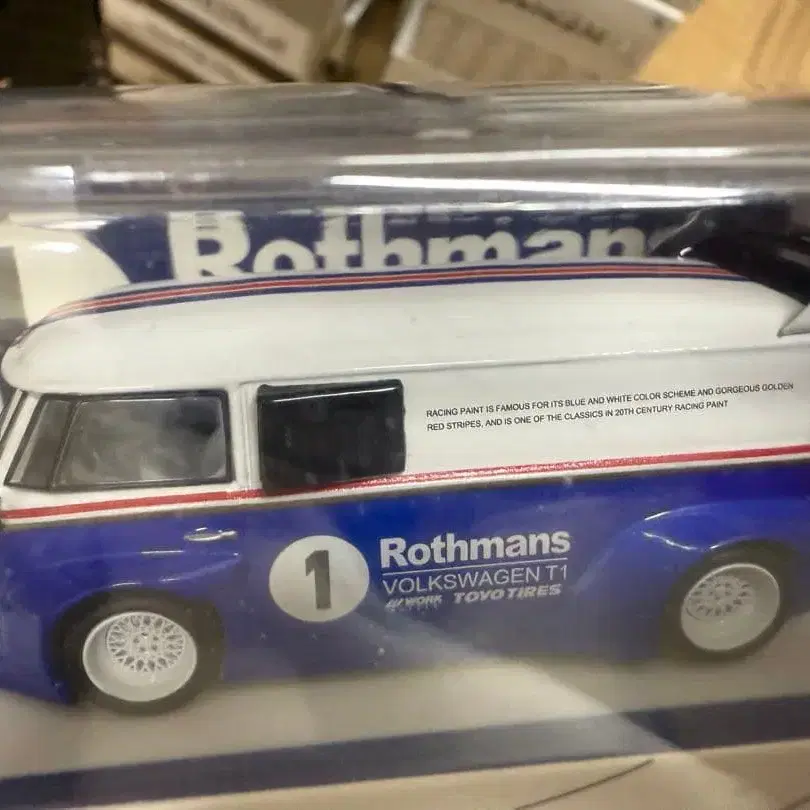 Rothmans
RACING PAINT IS FAMOUS FOR ITS BLUE AND WHITE COLOR SCHEME AND GORGEOUS GOLDEN
RED STRIPES, AND IS ONE OF THE CLASSICS IN 20TH CENTURY RACING PAINT
1
Rothmans
VOLKSWAGEN T1
WORK TOYO TIRES